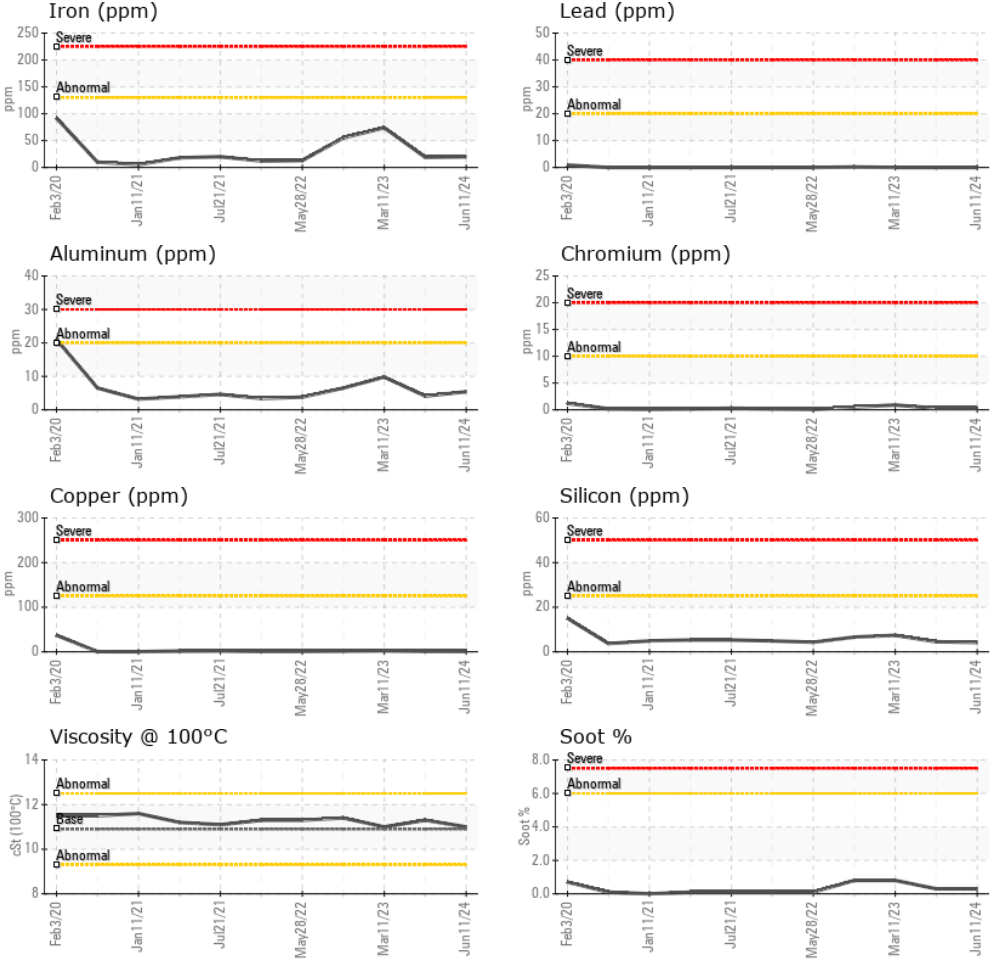 Iron (ppm)
250
200
150
100
50
0
ppm
Severe
Abnormal
Feb3/20
Jan11/21
Jul21/21
May28/22
Mar11/23
Jun11/24
Lead (ppm)
50
40
30
20
10
0
ppm
Severe
Abnormal
Feb3/20
Jan11/21
Jul21/21
May28/22
Mar11/23
Jun11/24
Aluminum (ppm)
40
30
20
10
0
ppm
Severe
Abnormal
Feb3/20
Jan11/21
Jul21/21
May28/22
Mar11/23
Jun11/24
Chromium (ppm)
25
20
15
10
5
0
ppm
Severe
Abnormal
Feb3/20
Jan11/21
Jul21/21
May28/22
Mar11/23
Jun11/24
Copper (ppm)
300
200
100
0
ppm
Severe
Abnormal
Feb3/20
Jan11/21
Jul21/21
May28/22
Mar11/23
Jun11/24
Silicon (ppm)
60
40
20
0
ppm
Severe
Abnormal
Feb3/20
Jan11/21
Jul21/21
May28/22
Mar11/23
Jun11/24
Viscosity @ 100°C
14
12
10
8
cSt (100°C)
Abnormal
Base
Abnormal
Feb3/20
Jan11/21
Jul21/21
May28/22
Mar11/23
Jun11/24
Soot %
8.0
6.0
4.0
2.0
0.0
Soot %
Severe
Abnormal
Feb3/20
Jan11/21
Jul21/21
May28/22
Mar11/23
Jun11/24